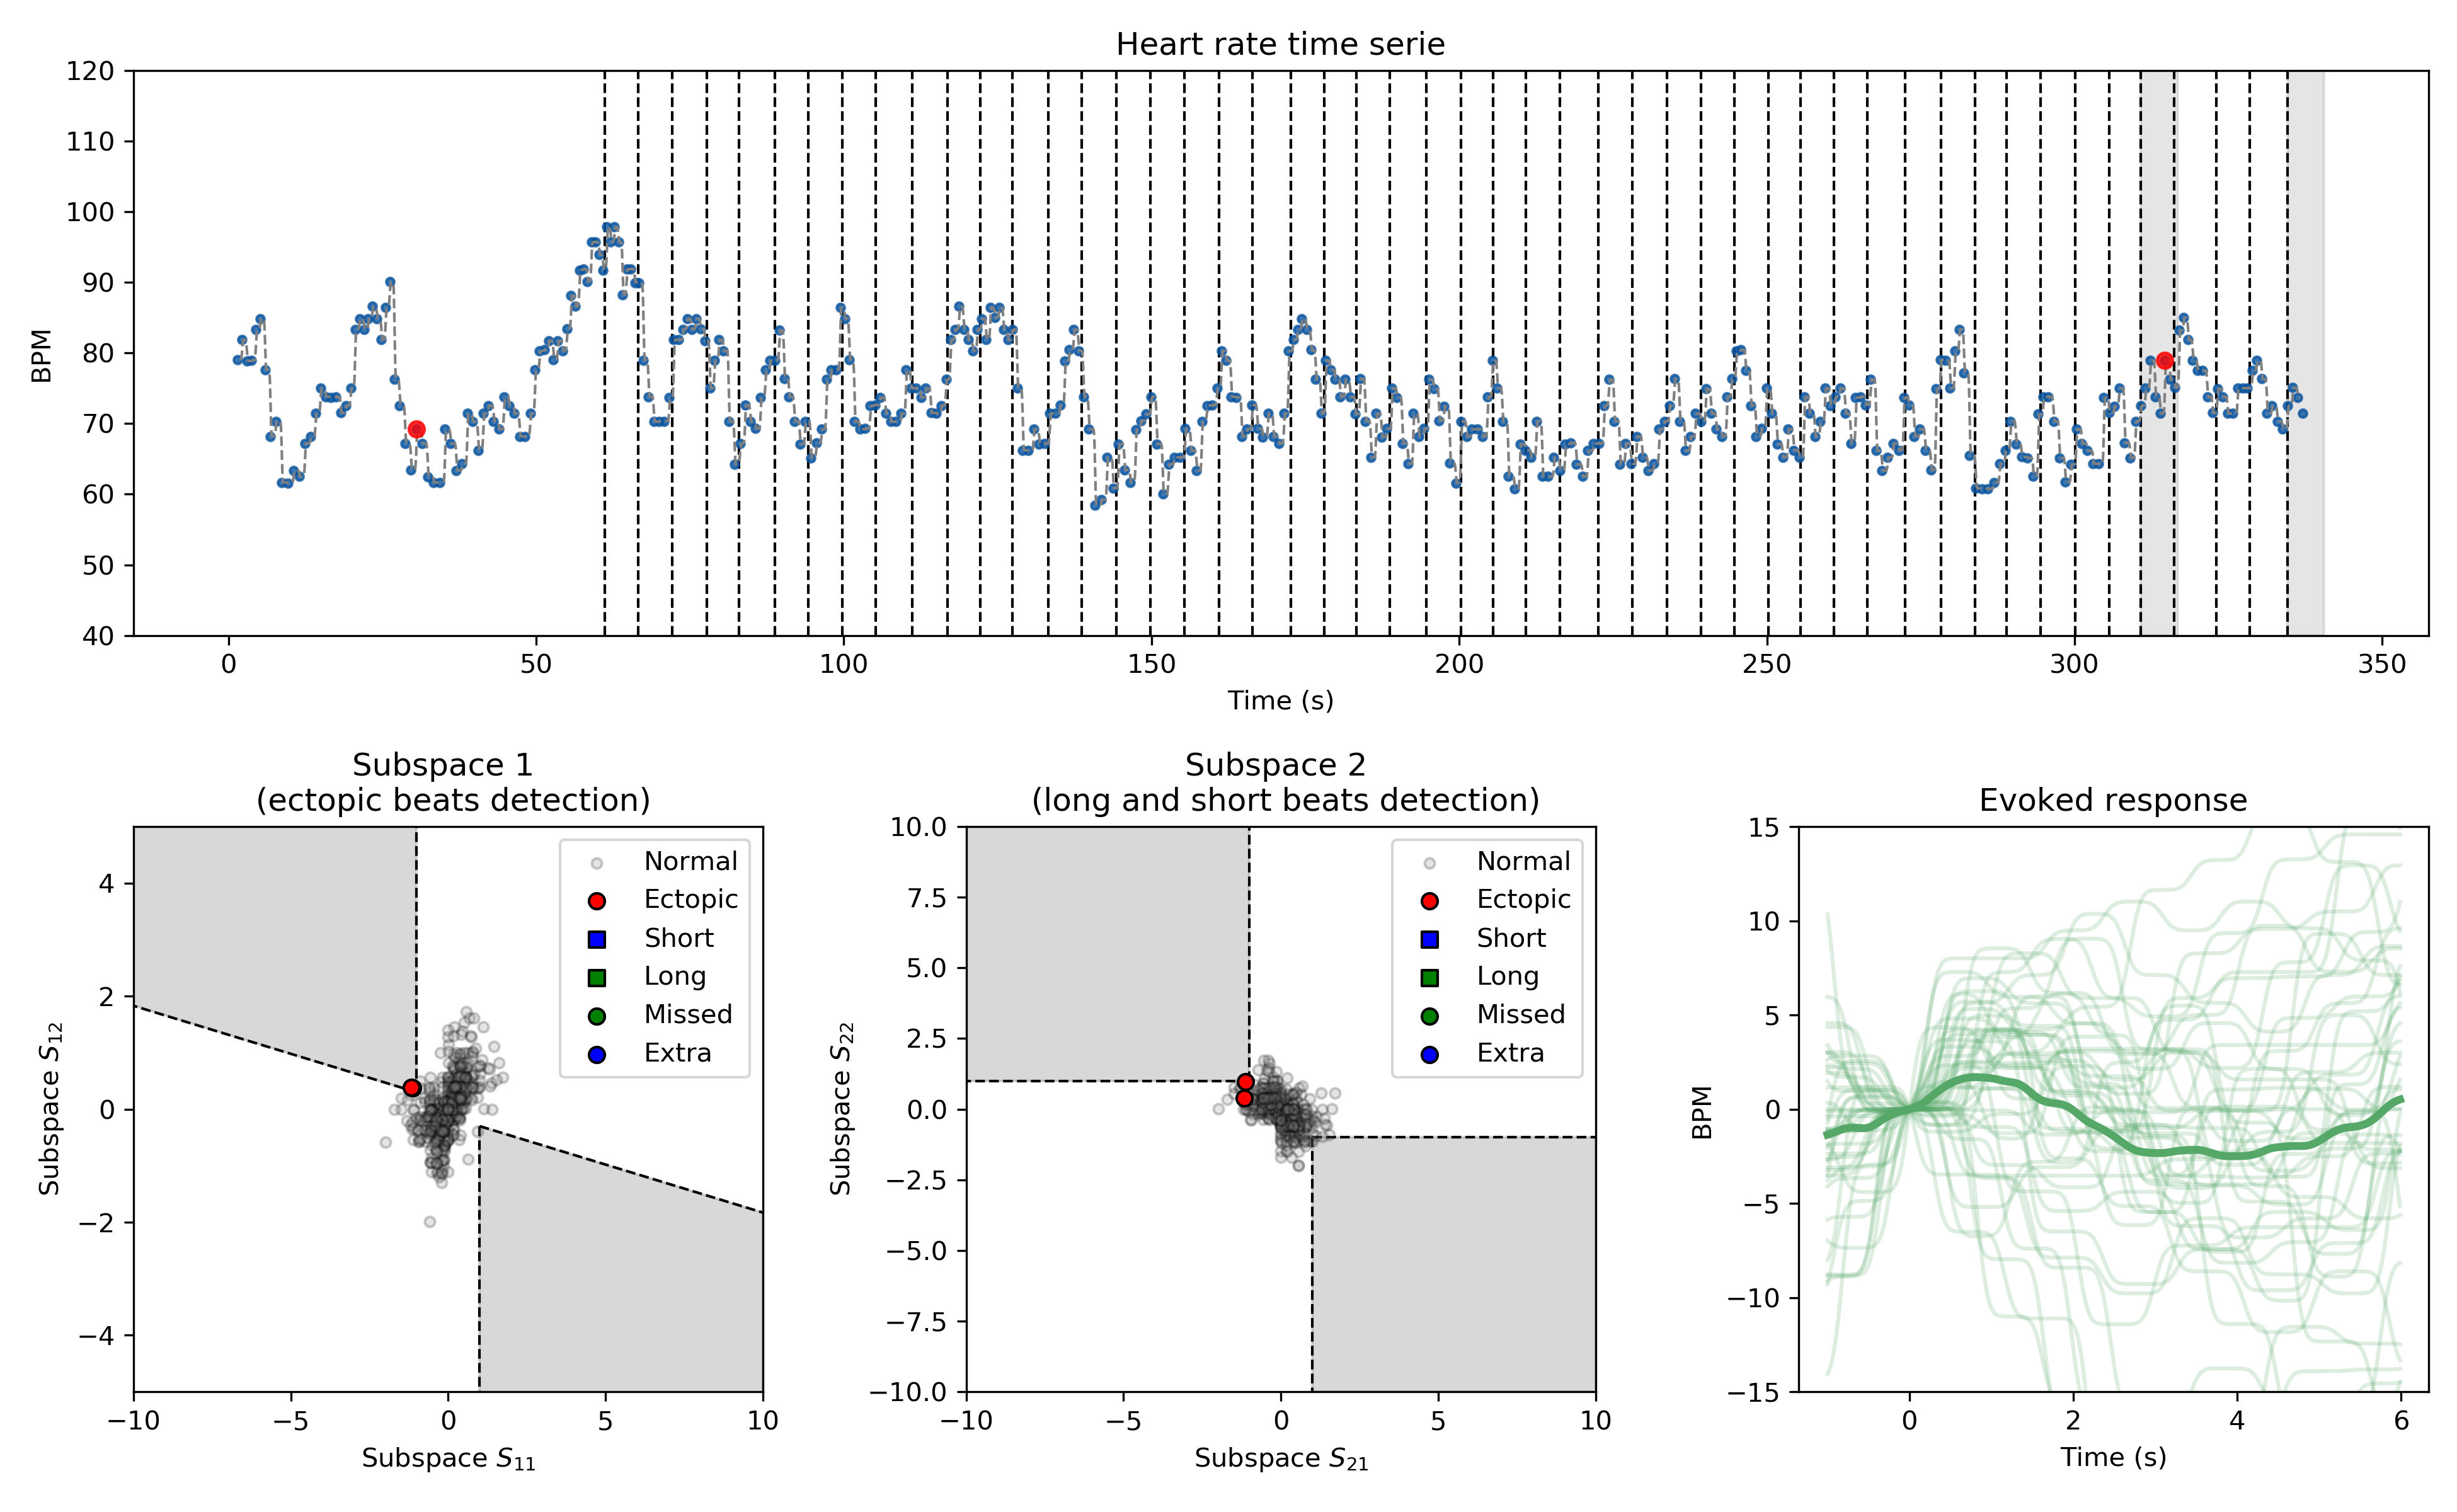 Heart rate time serie
120
110
100
90
80
70
60
50
40
BPM
0 50 100 150 200 250 300 350
Time (s)
Subspace 1
(ectopic beats detection)
4
2
0
−2
−4
Subspace S₁₂
Normal
Ectopic
Short
Long
Missed
Extra
−10 −5 0 5 10
Subspace S₁₁
Subspace 2
(long and short beats detection)
10.0
7.5
5.0
2.5
0.0
−2.5
−5.0
−7.5
−10.0
Subspace S₂₂
Normal
Ectopic
Short
Long
Missed
Extra
−10 −5 0 5 10
Subspace S₂₁
Evoked response
15
10
5
0
−5
−10
−15
BPM
0 2 4 6
Time (s)